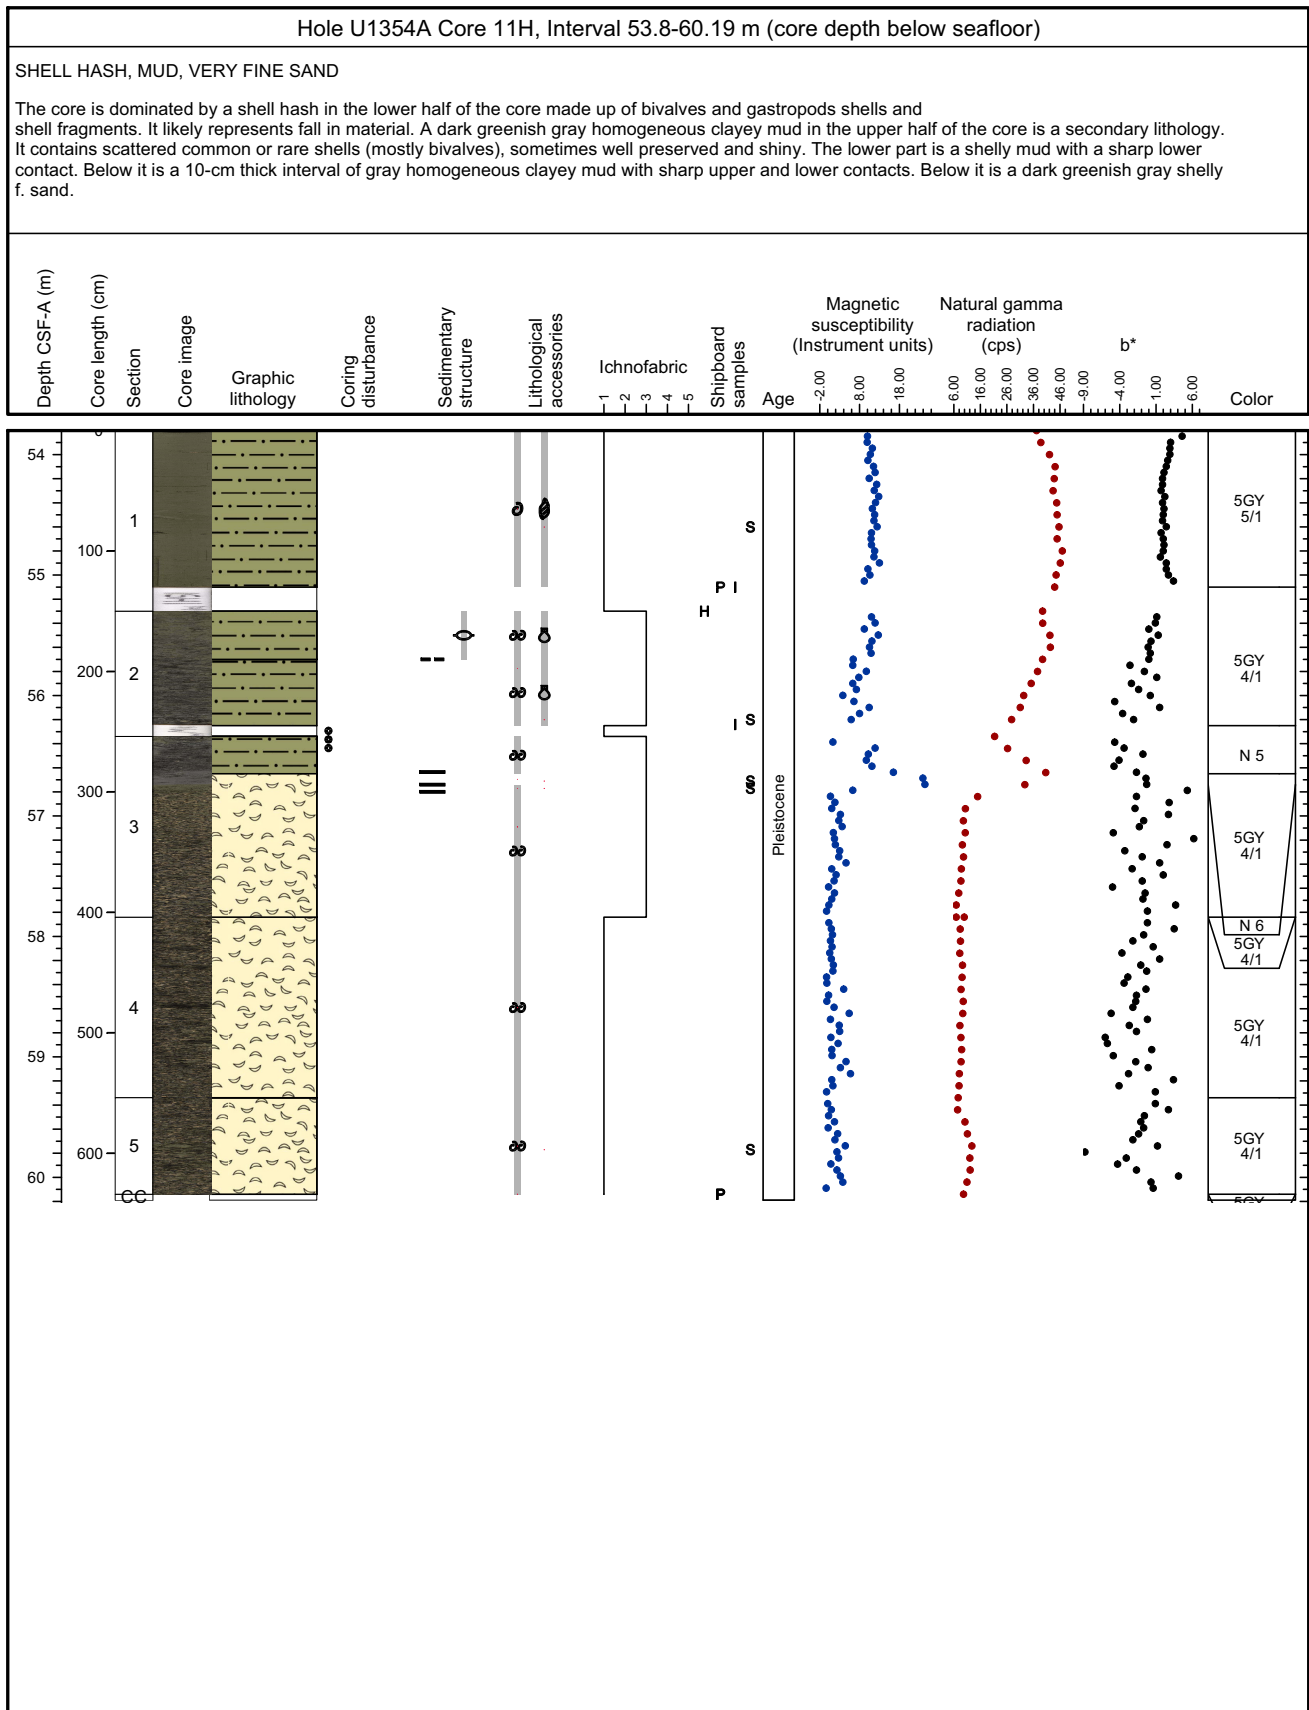 Hole U1354A Core 11H, Interval 53.8-60.19 m (core depth below seafloor)
SHELL HASH, MUD, VERY FINE SAND
The core is dominated by a shell hash in the lower half of the core made up of bivalves and gastropods shells and
shell fragments. It likely represents fall in material. A dark greenish gray homogeneous clayey mud in the upper half of the core is a secondary lithology.
It contains scattered common or rare shells (mostly bivalves), sometimes well preserved and shiny. The lower part is a shelly mud with a sharp lower
contact. Below it is a 10-cm thick interval of gray homogeneous clayey mud with sharp upper and lower contacts. Below it is a dark greenish gray shelly
f. sand.
Depth CSF-A (m)
Core length (cm)
Section
Core image
Graphic
lithology
Coring
disturbance
Sedimentary
structure
Lithological
accessories
Ichnofabric
1 2 3 4 5
Shipboard
samples
Age
Magnetic
susceptibility
(Instrument units)
-2.00 8.00 18.00
Natural gamma
radiation
(cps)
6.00 16.00 26.00 36.00 46.00
b*
-9.00 -4.00 1.00 6.00
Color
0
54
1
5GY
5/1
S
100
55
P I
H
200
2
5GY
4/1
56
S
I
N 5
S
S
300
57
3
Pleistocene
5GY
4/1
400
N 6
58
5GY
4/1
4
5GY
4/1
500
59
5
5GY
4/1
S
600
60
CC
P
5GY